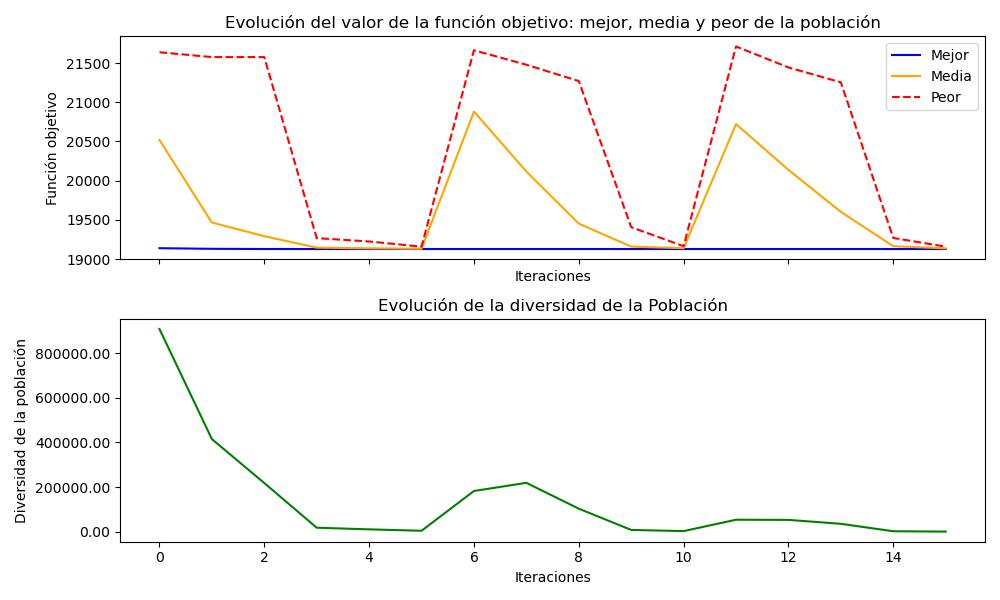 Evolución del valor de la función objetivo: mejor, media y peor de la población
21500
21000
20500
20000
19500
19000
Función objetivo
Mejor
Media
Peor
Iteraciones
Evolución de la diversidad de la Población
800000.00
600000.00
400000.00
200000.00
0.00
Diversidad de la población
0 2 4 6 8 10 12 14
Iteraciones